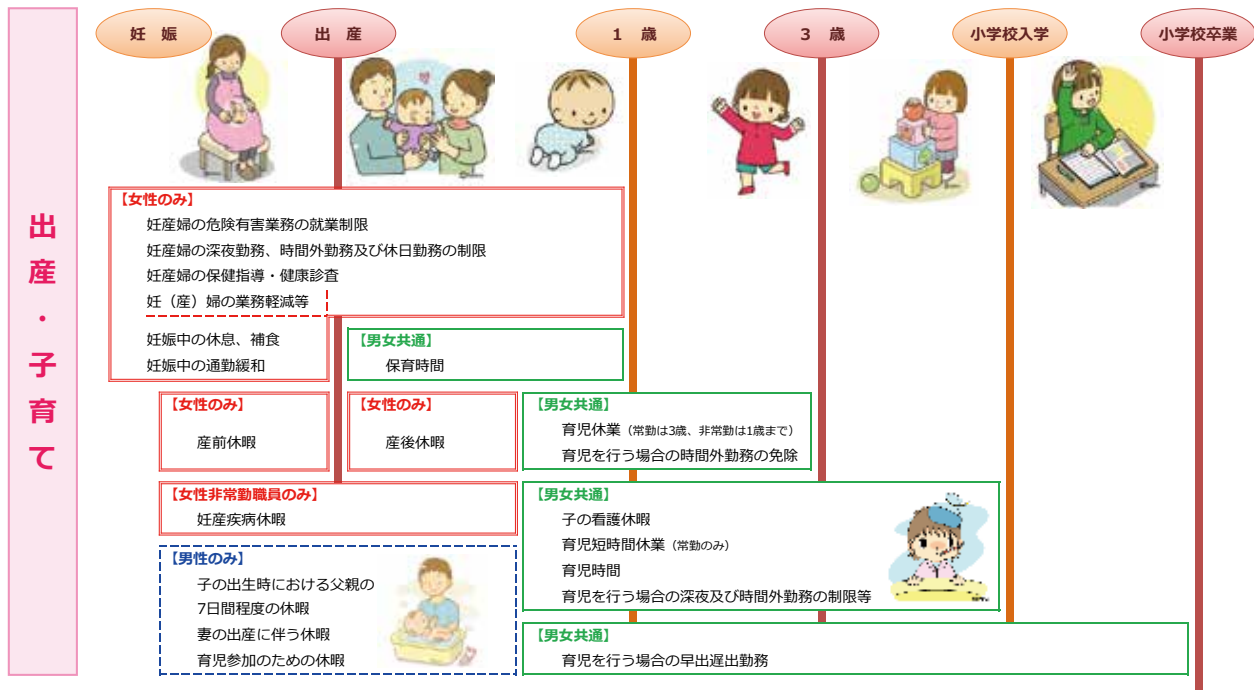 妊 娠
出 産
1 歳
3 歳
小学校入学
小学校卒業
出産・子育て
【女性のみ】
妊産婦の危険有害業務の就業制限
妊産婦の深夜勤務、時間外勤務及び休日勤務の制限
妊産婦の保健指導・健康診査
妊（産）婦の業務軽減等
妊娠中の休息、補食
妊娠中の通勤緩和
【男女共通】
保育時間
【女性のみ】
産前休暇
【女性のみ】
産後休暇
【男女共通】
育児休業（常勤は3歳、非常勤は1歳まで）
育児を行う場合の時間外勤務の免除
【女性非常勤職員のみ】
妊産疾病休暇
【男女共通】
子の看護休暇
育児短時間休業（常勤のみ）
育児時間
育児を行う場合の深夜及び時間外勤務の制限等
【男性のみ】
子の出生時における父親の
7日間程度の休暇
妻の出産に伴う休暇
育児参加のための休暇
【男女共通】
育児を行う場合の早出遅出勤務